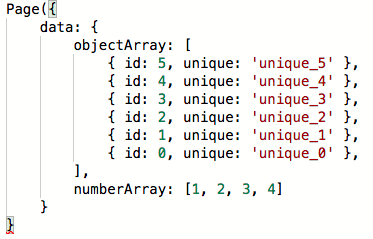 Page({
    data: {
        objectArray: [
            { id: 5, unique: 'unique_5' },
            { id: 4, unique: 'unique_4' },
            { id: 3, unique: 'unique_3' },
            { id: 2, unique: 'unique_2' },
            { id: 1, unique: 'unique_1' },
            { id: 0, unique: 'unique_0' },
        ],
        numberArray: [1, 2, 3, 4]
    }
}